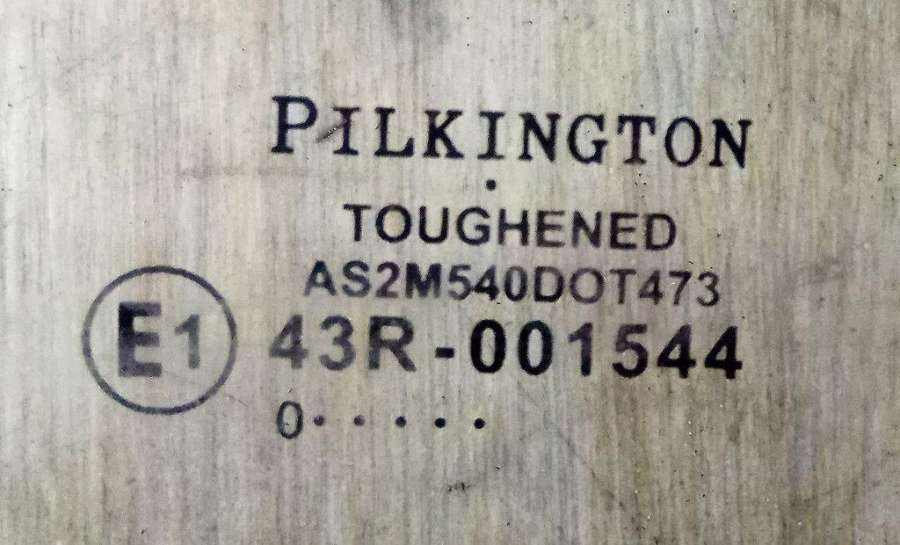 PILKINGTON
.
TOUGHENED
AS2M540DOT473
E1 43R-001544
0.....